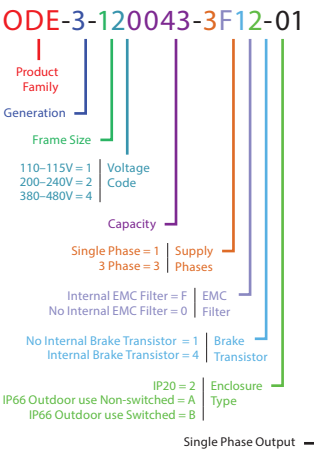 ODE-3-120043-3F12-01
Product
Family
Generation
Frame Size
110–115V = 1
200–240V = 2
380–480V = 4
Voltage
Code
Capacity
Single Phase = 1
3 Phase = 3
Supply
Phases
Internal EMC Filter = F
No Internal EMC Filter = 0
EMC
Filter
No Internal Brake Transistor = 1
Internal Brake Transistor = 4
Brake
Transistor
IP20 = 2
IP66 Outdoor use Non-switched = A
IP66 Outdoor use Switched = B
Enclosure
Type
Single Phase Output